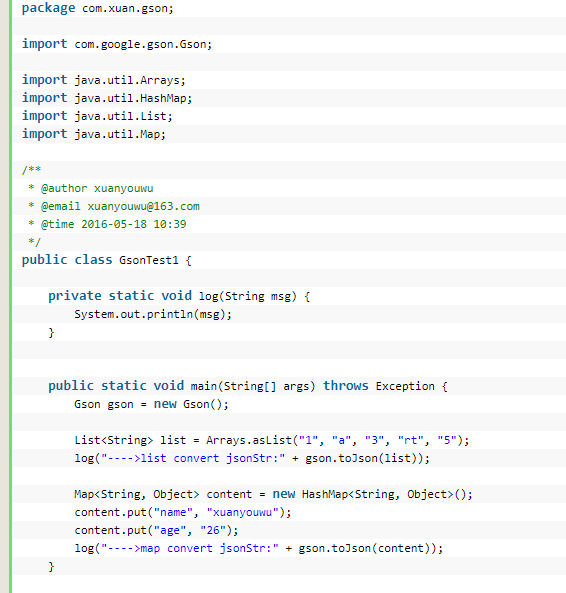 package com.xuan.gson;
import com.google.gson.Gson;
import java.util.Arrays;
import java.util.HashMap;
import java.util.List;
import java.util.Map;
/**
 * @author xuanyouwu
 * @email xuanyouwu@163.com
 * @time 2016-05-18 10:39
 */
public class GsonTest1 {
    private static void log(String msg) {
        System.out.println(msg);
    }
    public static void main(String[] args) throws Exception {
        Gson gson = new Gson();
        List<String> list = Arrays.asList("1", "a", "3", "rt", "5");
        log("---->list convert jsonStr:" + gson.toJson(list));
        Map<String, Object> content = new HashMap<String, Object>();
        content.put("name", "xuanyouwu");
        content.put("age", "26");
        log("---->map convert jsonStr:" + gson.toJson(content));
    }